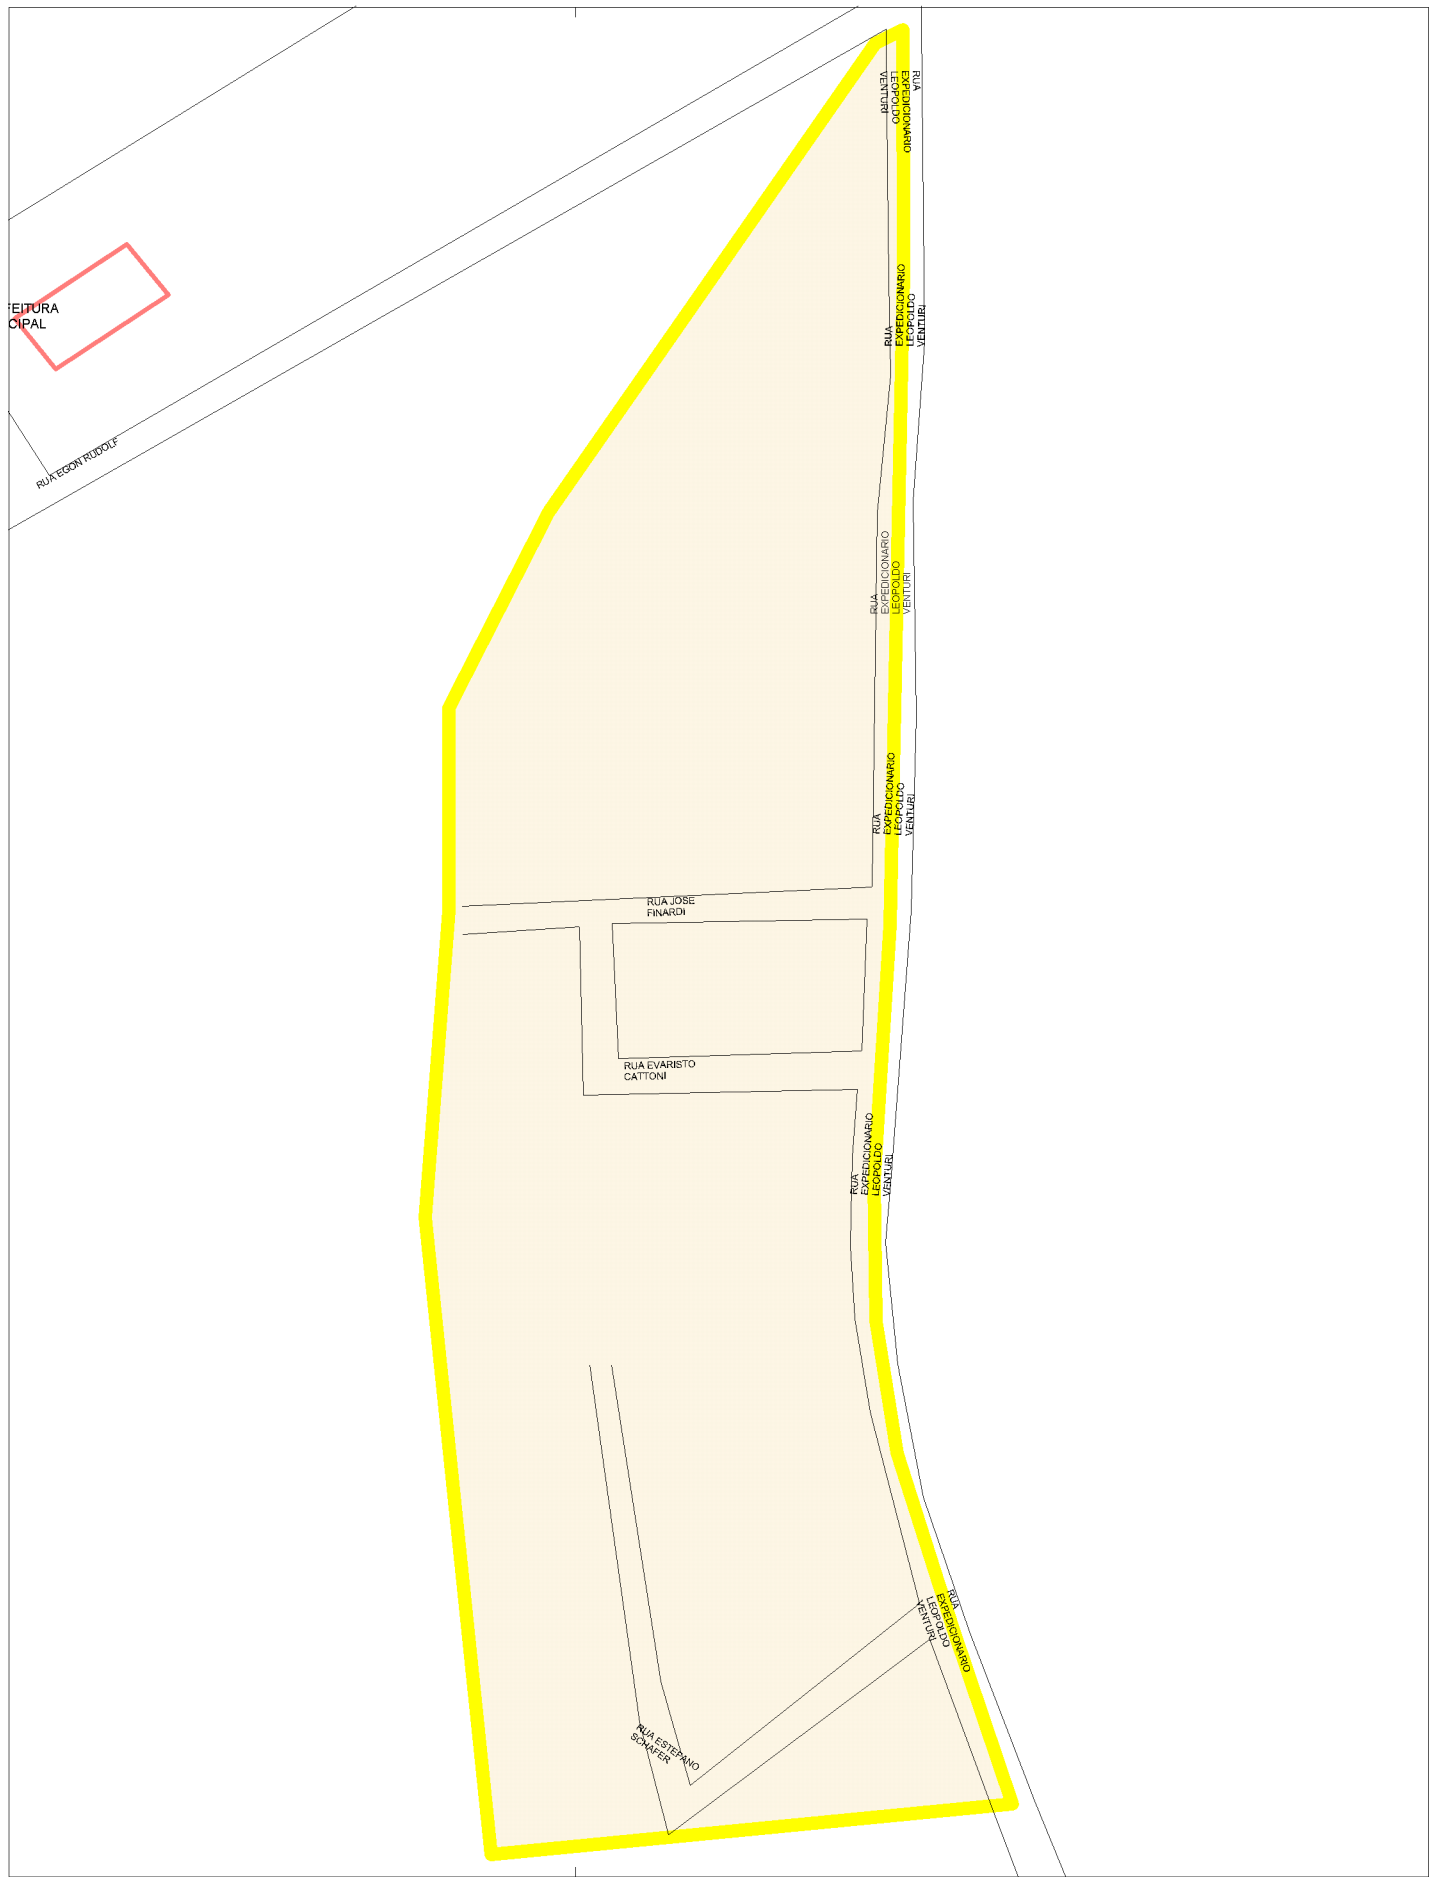 RUA
EXPEDICIONARIO
LEOPOLDO
VENTURI
RUA
EXPEDICIONARIO
LEOPOLDO
VENTURI
FEITURA
CIPAL
RUA EGON RUDOLF
RUA
EXPEDICIONARIO
LEOPOLDO
VENTURI
RUA
EXPEDICIONARIO
LEOPOLDO
VENTURI
RUA JOSE
FINARDI
RUA EVARISTO
CATTONI
RUA
EXPEDICIONARIO
LEOPOLDO
VENTURI
RUA
EXPEDICIONARIO
LEOPOLDO
VENTURI
RUA ESTEPANO
SCHAFER